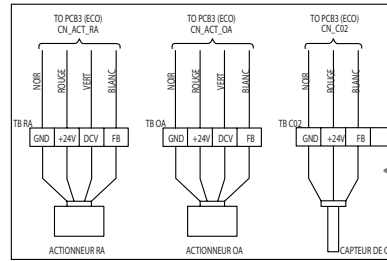 TO PCB3 (ECO)
CN_ACT_RA
NOIR
ROUGE
VERT
BLANC
TB RA
GND
+24V
DCV
FB
ACTIONNEUR RA
TO PCB3 (ECO)
CN_ACT_OA
NOIR
ROUGE
VERT
BLANC
TB OA
GND
+24V
DCV
FB
ACTIONNEUR OA
TO PCB3 (ECO)
CN_C02
NOIR
ROUGE
BLANC
TB C02
GND
+24V
FB
CAPTEUR DE